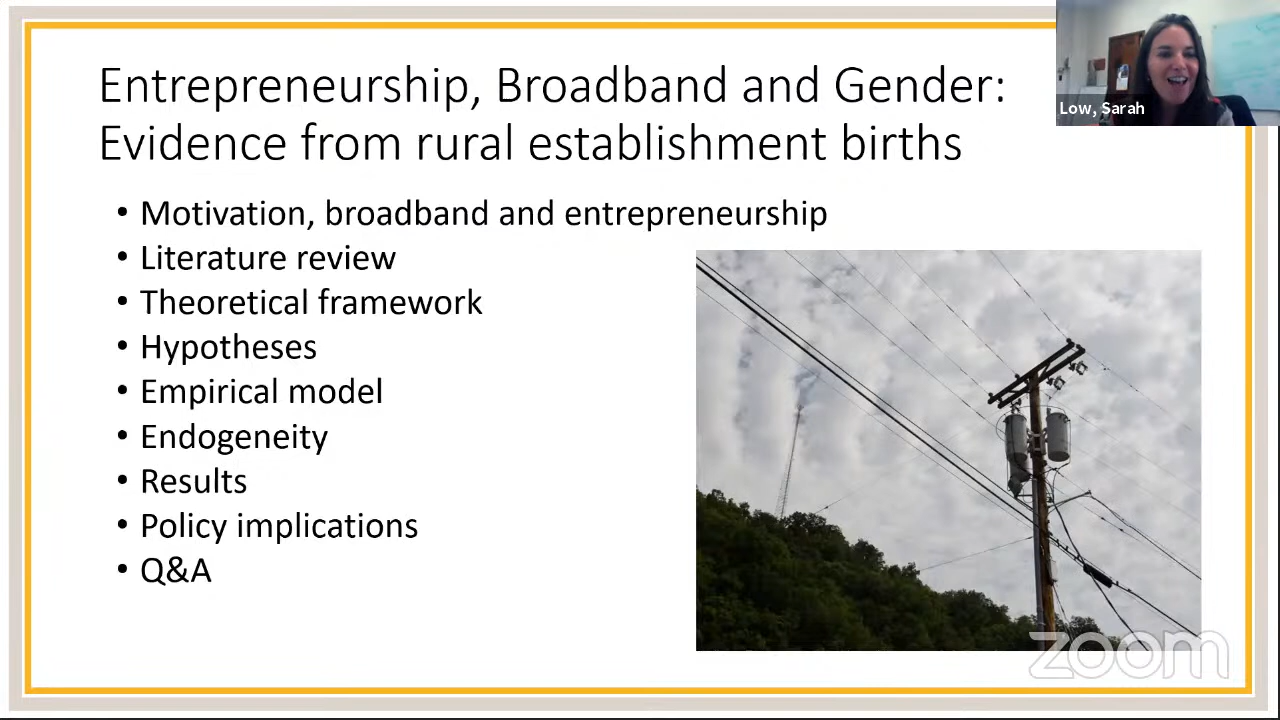 Entrepreneurship, Broadband and Gender:
Evidence from rural establishment births
Low, Sarah
• Motivation, broadband and entrepreneurship
• Literature review
• Theoretical framework
• Hypotheses
• Empirical model
• Endogeneity
• Results
• Policy implications
• Q&A
zoom